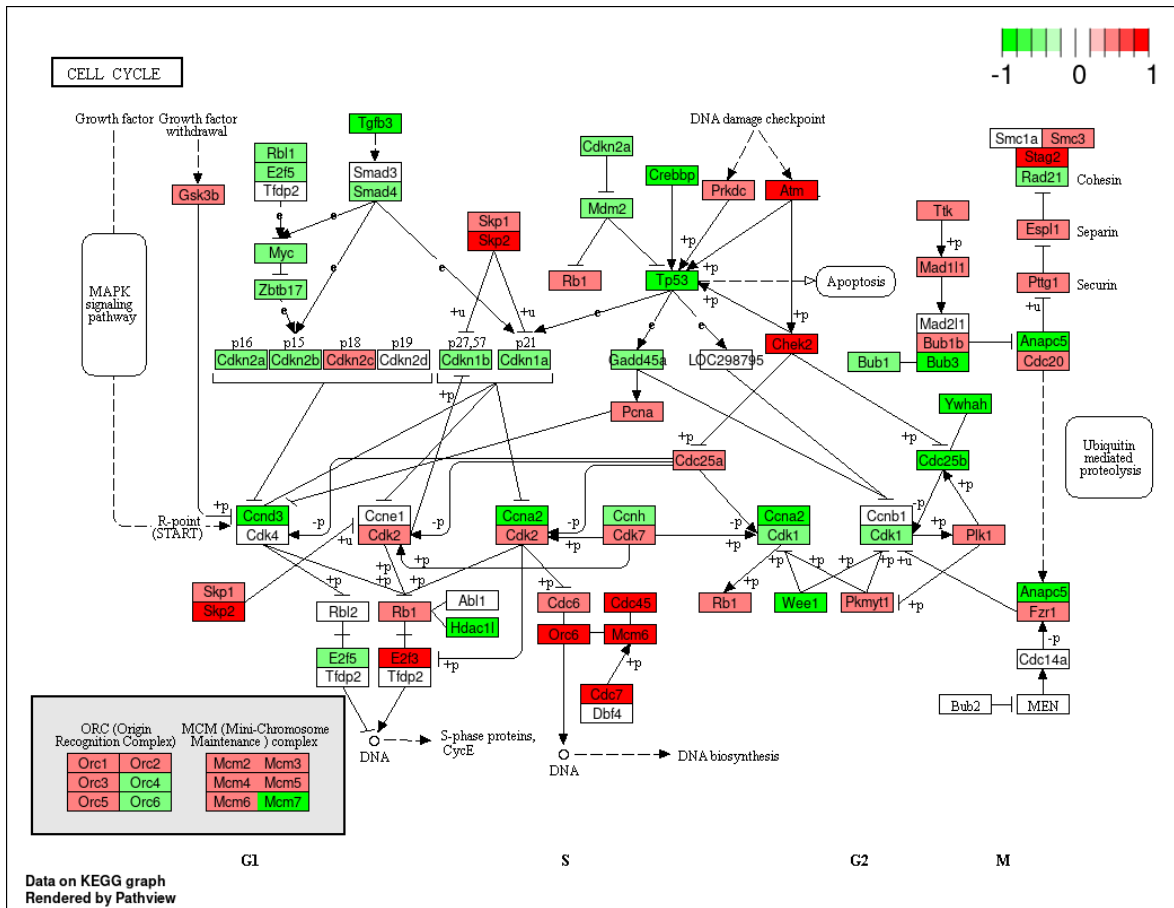 -1 0 1
CELL CYCLE
Growth factor
Growth factor
withdrawal
Tgfb3
DNA damage checkpoint
Smc1a Smc3
Stag2
Rad21
Cohesin
Rbl1
E2f5
Tfdp2
Smad3
Smad4
Cdkn2a
Crebbp
Prkdc
Atm
Gsk3b
e
e
Mdm2
Ttk
+p
Espl1
Separin
Skp1
Skp2
Myc
Zbtb17
e
e
Rb1
Tp53
+p
+p
+p
Apoptosis
Mad1l1
Pttg1
Securin
MAPK
signaling
pathway
+u
+u
e
e
e
+p
+p
+u
p16 p15 p18 p19
Cdkn2a Cdkn2b Cdkn2c Cdkn2d
p27,57 p21
Cdkn1b Cdkn1a
Gadd45a
LOC298795
Chek2
Mad2l1
Bub1b
Bub3
Bub1
Anapc5
Cdc20
+p
Pcna
Ywhah
Ubiquitin
mediated
proteolysis
+p
Cdc25a
+p
Cdc25b
+p
R-point
(START)
+p
Ccnd3
Cdk4
-p
Ccne1
Cdk2
-p
Ccna2
Cdk2
-p
Ccnh
Cdk7
+p
-p
+p
Ccna2
Cdk1
Ccnb1
Cdk1
-p
+p
Plk1
+u
+p
+p
+p
+p
+p
+p
+p
+p
+u
Skp1
Skp2
Rbl2
Rb1
Abl1
Hdac1l
Cdc6
Cdc45
Orc6
Mcm6
Rb1
Wee1
Pkmyt1
+p
Anapc5
Fzr1
-p
Cdc14a
E2f5
Tfdp2
E2f3
Tfdp2
+p
+p
Cdc7
Dbf4
Bub2
MEN
DNA
S-phase proteins,
CycE
DNA
DNA biosynthesis
ORC (Origin
Recognition Complex)
Orc1 Orc2
Orc3 Orc4
Orc5 Orc6
MCM (Mini-Chromosome
Maintenance ) complex
Mcm2 Mcm3
Mcm4 Mcm5
Mcm6 Mcm7
G1 S G2 M
Data on KEGG graph
Rendered by Pathview